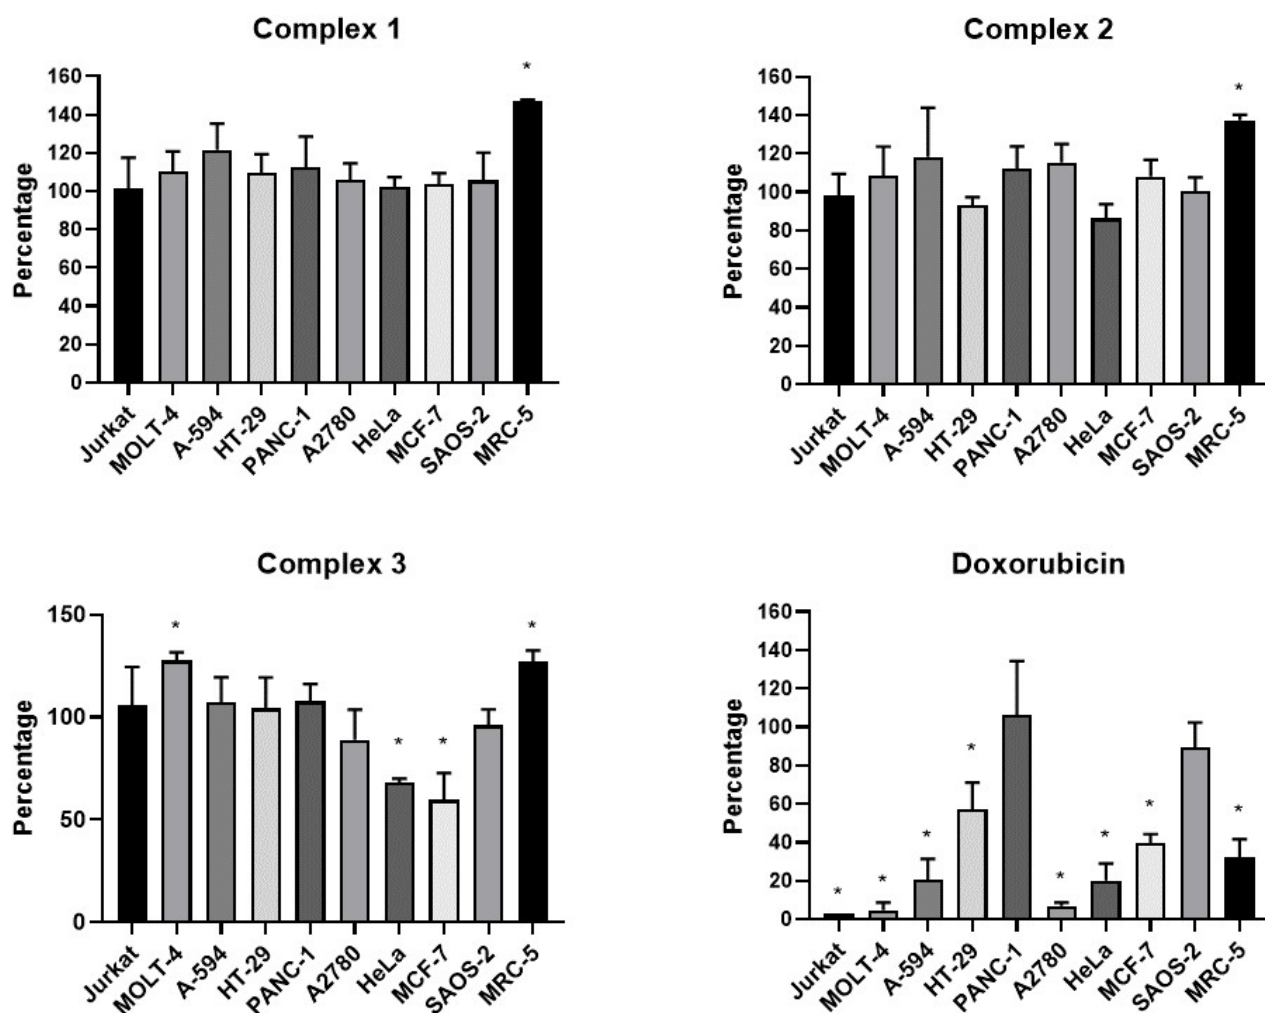 Complex 1
Percentage
160
140
120
100
80
60
40
20
0
*
Jurkat
MOLT-4
A-594
HT-29
PANC-1
A2780
HeLa
MCF-7
SAOS-2
MRC-5
Complex 2
Percentage
160
140
120
100
80
60
40
20
0
*
Jurkat
MOLT-4
A-594
HT-29
PANC-1
A2780
HeLa
MCF-7
SAOS-2
MRC-5
Complex 3
Percentage
150
100
50
0
*
*
*
*
Jurkat
MOLT-4
A-594
HT-29
PANC-1
A2780
HeLa
MCF-7
SAOS-2
MRC-5
Doxorubicin
Percentage
160
140
120
100
80
60
40
20
0
*
*
*
*
*
*
*
*
Jurkat
MOLT-4
A-594
HT-29
PANC-1
A2780
HeLa
MCF-7
SAOS-2
MRC-5